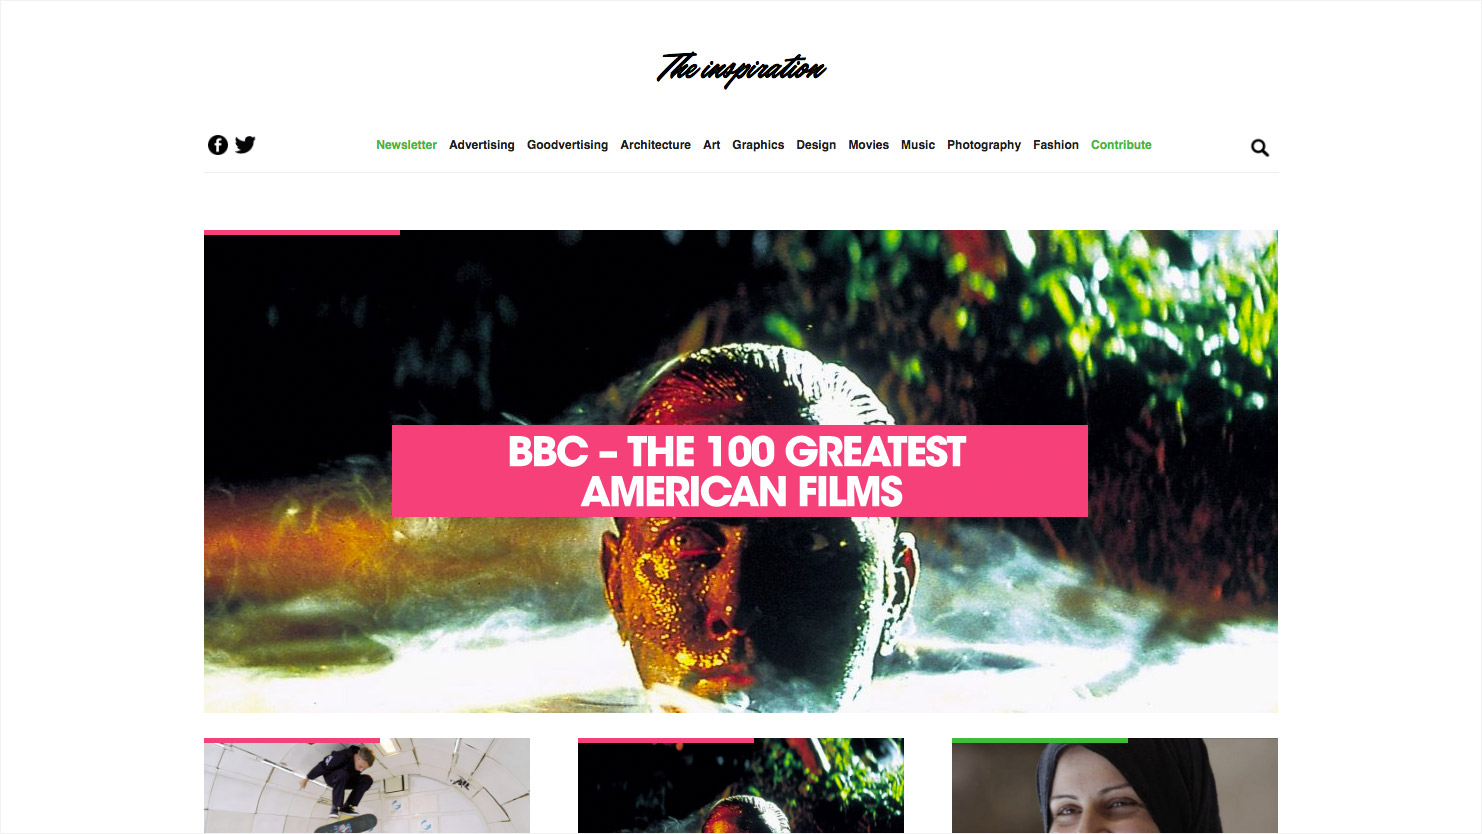 The inspiration
Newsletter Advertising Goodvertising Architecture Art Graphics Design Movies Music Photography Fashion Contribute
BBC – THE 100 GREATEST
AMERICAN FILMS